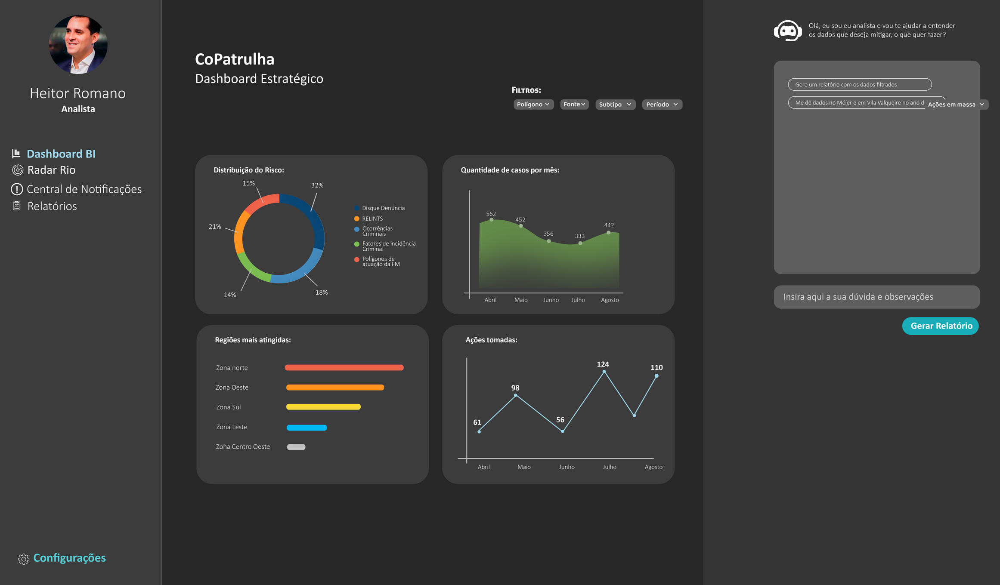 Heitor Romano
Analista
Dashboard BI
Radar Rio
Central de Notificações
Relatórios
Configurações
CoPatrulha
Dashboard Estratégico
Filtros:
Polígono
Fonte
Subtipo
Período
Distribuição do Risco:
15%
32%
21%
14%
18%
Disque Denúncia
RELINTS
Ocorrências
Criminais
Fatores de incidência
Criminal
Polígonos de
atuação da FM
Quantidade de casos por mês:
562
452
356
333
442
Abril
Maio
Junho
Julho
Agosto
Regiões mais atingidas:
Zona norte
Zona Oeste
Zona Sul
Zona Leste
Zona Centro Oeste
Ações tomadas:
61
98
56
124
110
Abril
Maio
Junho
Julho
Agosto
Olá, eu sou eu analista e vou te ajudar a entender
os dados que deseja mitigar, o que quer fazer?
Gere um relatório com os dados filtrados
Me dê dados no Méier e em Vila Valqueire no ano d
Ações em massa
Insira aqui a sua dúvida e observações
Gerar Relatório